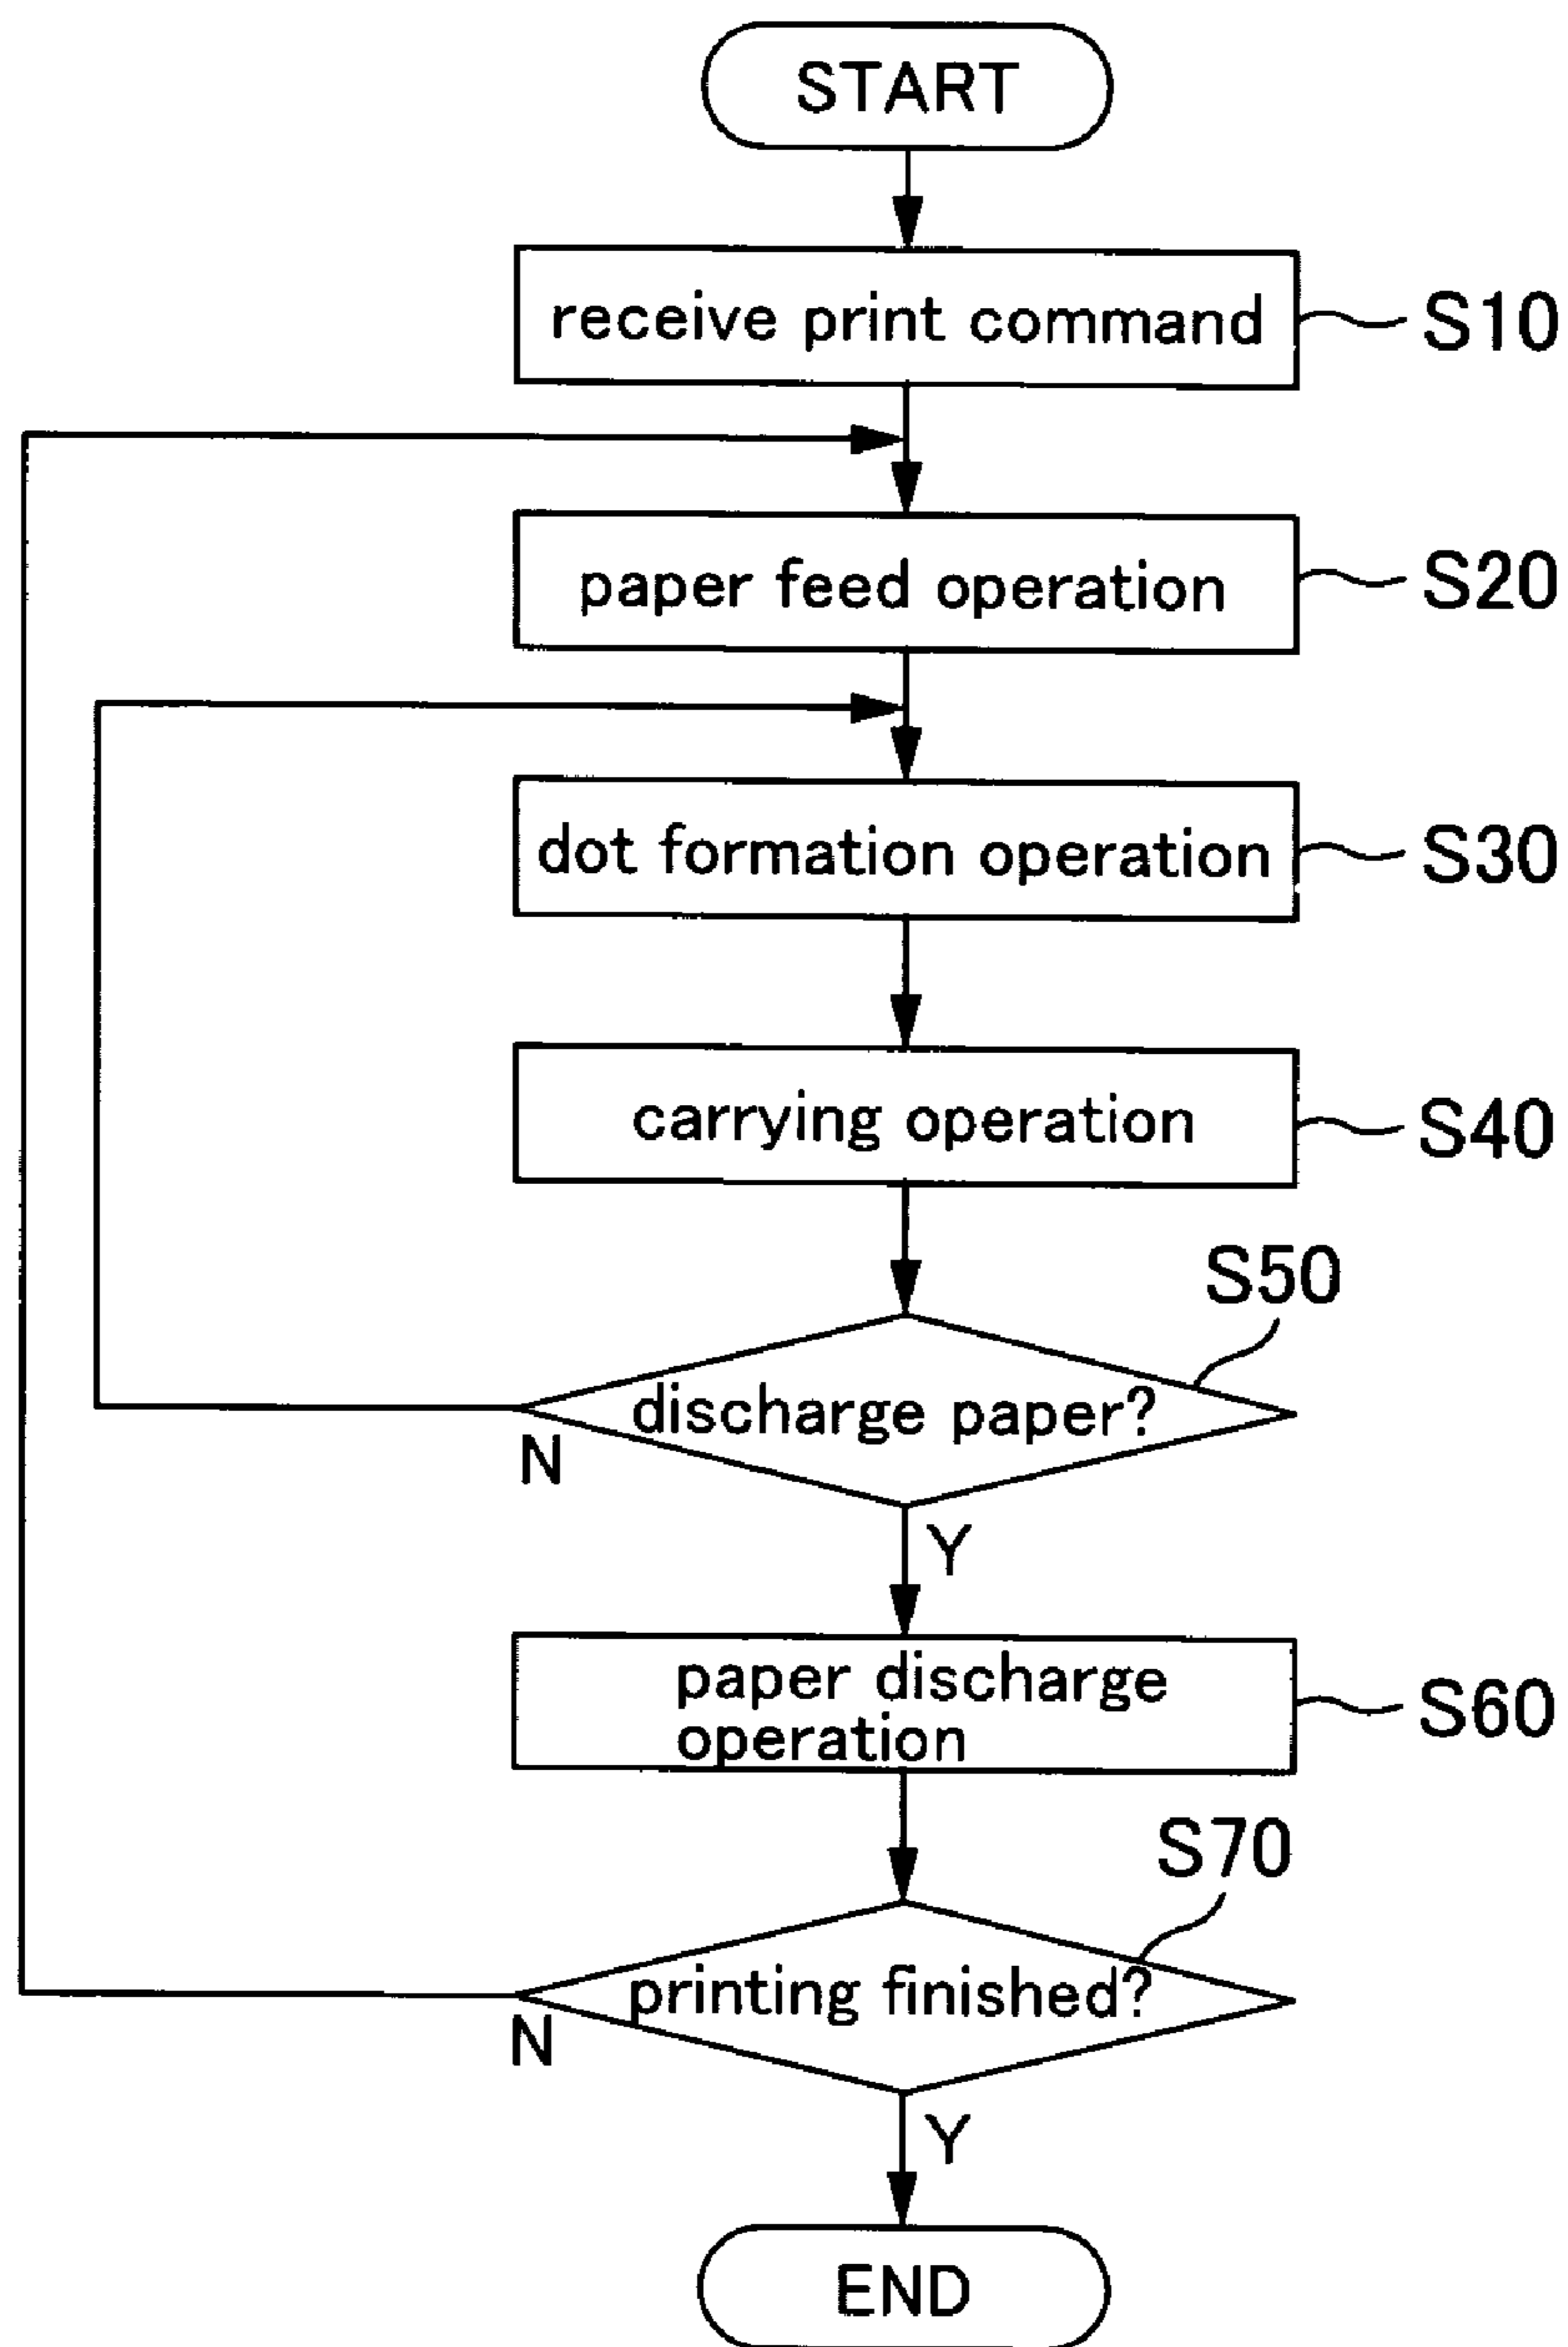 START
receive print command
S10
paper feed operation
S20
dot formation operation
S30
carrying operation
S40
S50
discharge paper?
N
Y
paper discharge
operation
S60
S70
printing finished?
N
Y
END